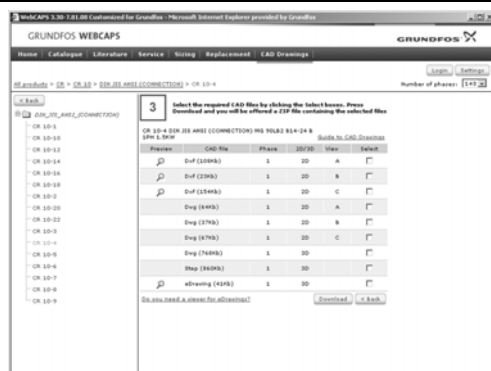 WebCAPS 3.30-7.01.00 Customized for Grundfos - Microsoft Internet Explorer provided by Grundfos
GRUNDFOS WEBCAPS
GRUNDFOS
Home Catalogue Literature Service Sizing Replacement CAD Drawings
Login Settings
All products > CR > CR 10 > DIN JIS ANSI (CONNECTION) > CR 10-4
Number of phases: 1+3
< Back
DIN_JIS_ANSI_(CONNECTION)
CR 10-1
CR 10-10
CR 10-12
CR 10-14
CR 10-16
CR 10-18
CR 10-2
CR 10-20
CR 10-22
CR 10-3
CR 10-4
CR 10-5
CR 10-6
CR 10-7
CR 10-8
CR 10-9
3
Select the required CAD files by clicking the Select boxes. Press
Download and you will be offered a ZIP file containing the selected files
CR 10-4 DIN JIS ANSI (CONNECTION) MG 90LB2 B14-24 B
1PH 1.5KW
Guide to CAD Drawings
Preview CAD file Phase 2D/3D View Select
Dxf (108Kb) 1 2D A
Dxf (23Kb) 1 2D B
Dxf (154Kb) 1 2D C
Dwg (64Kb) 1 2D A
Dwg (37Kb) 1 2D B
Dwg (67Kb) 1 2D C
Dwg (768Kb) 1 3D
Step (860Kb) 1 3D
eDrawing (41Kb) 1 3D
Do you need a viewer for eDrawings?
Download < Back